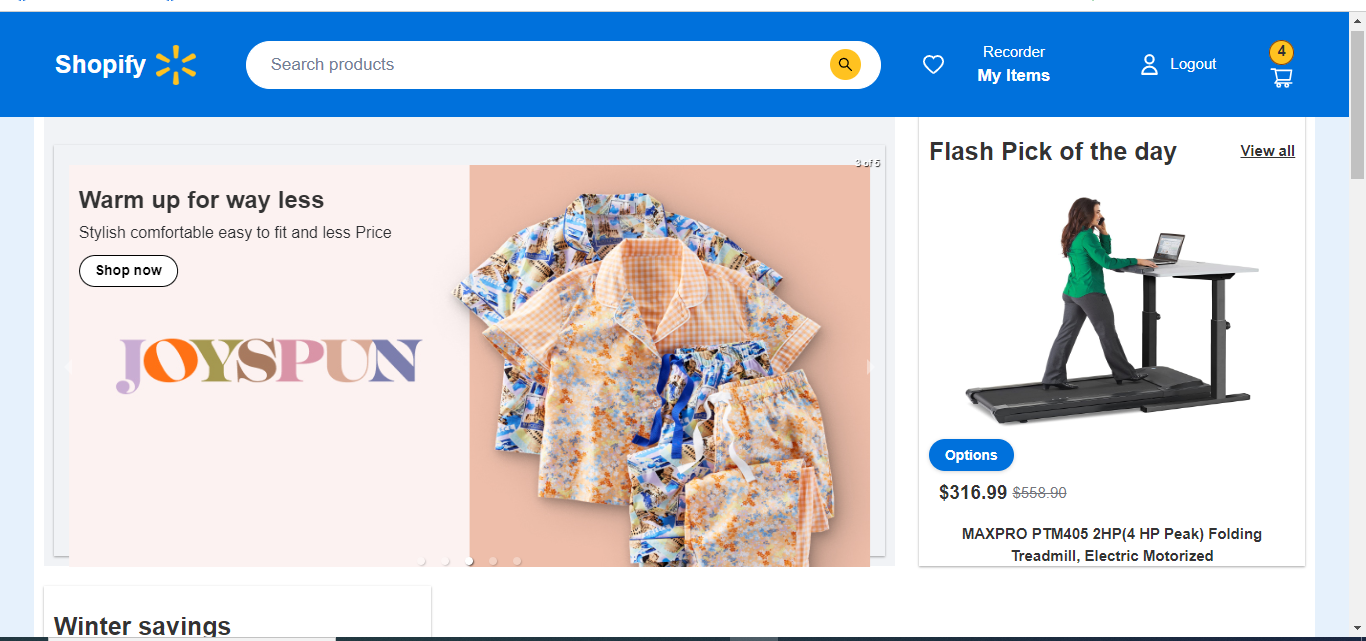 Shopify
Search products
Recorder
My Items
Logout
4
3 of 5
Warm up for way less
Stylish comfortable easy to fit and less Price
Shop now
JOYSPUN
Flash Pick of the day
View all
Options
$316.99 $558.90
MAXPRO PTM405 2HP(4 HP Peak) Folding
Treadmill, Electric Motorized
Winter savings